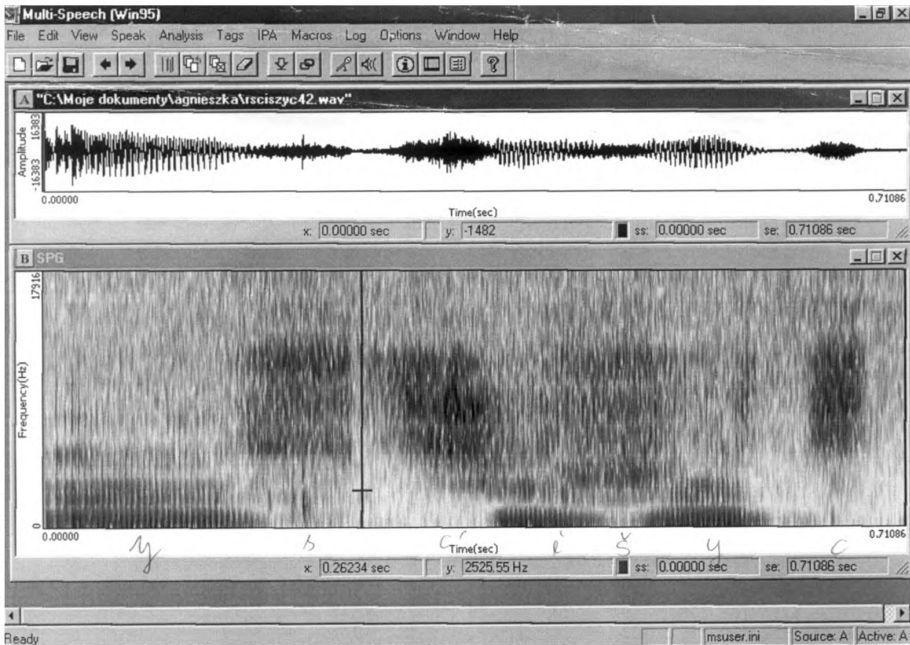 Multi-Speech (Win95)
File Edit View Speak Analysis Tags IPA Macros Log Options Window Help
A "C:\Moje dokumenty\agnieszka\rsciszyc42.wav"
Amplitude
16383
-16383
0.00000 0.71086
Time(sec)
x: 0.00000 sec y: -1482 ss: 0.00000 sec se: 0.71086 sec
B SPG
Frequency(Hz)
17916
0
0.00000 0.71086
y s ć i š y c
Time(sec)
x: 0.26234 sec y: 2525.55 Hz ss: 0.00000 sec se: 0.71086 sec
Ready msuser.ini Source: A Active: A